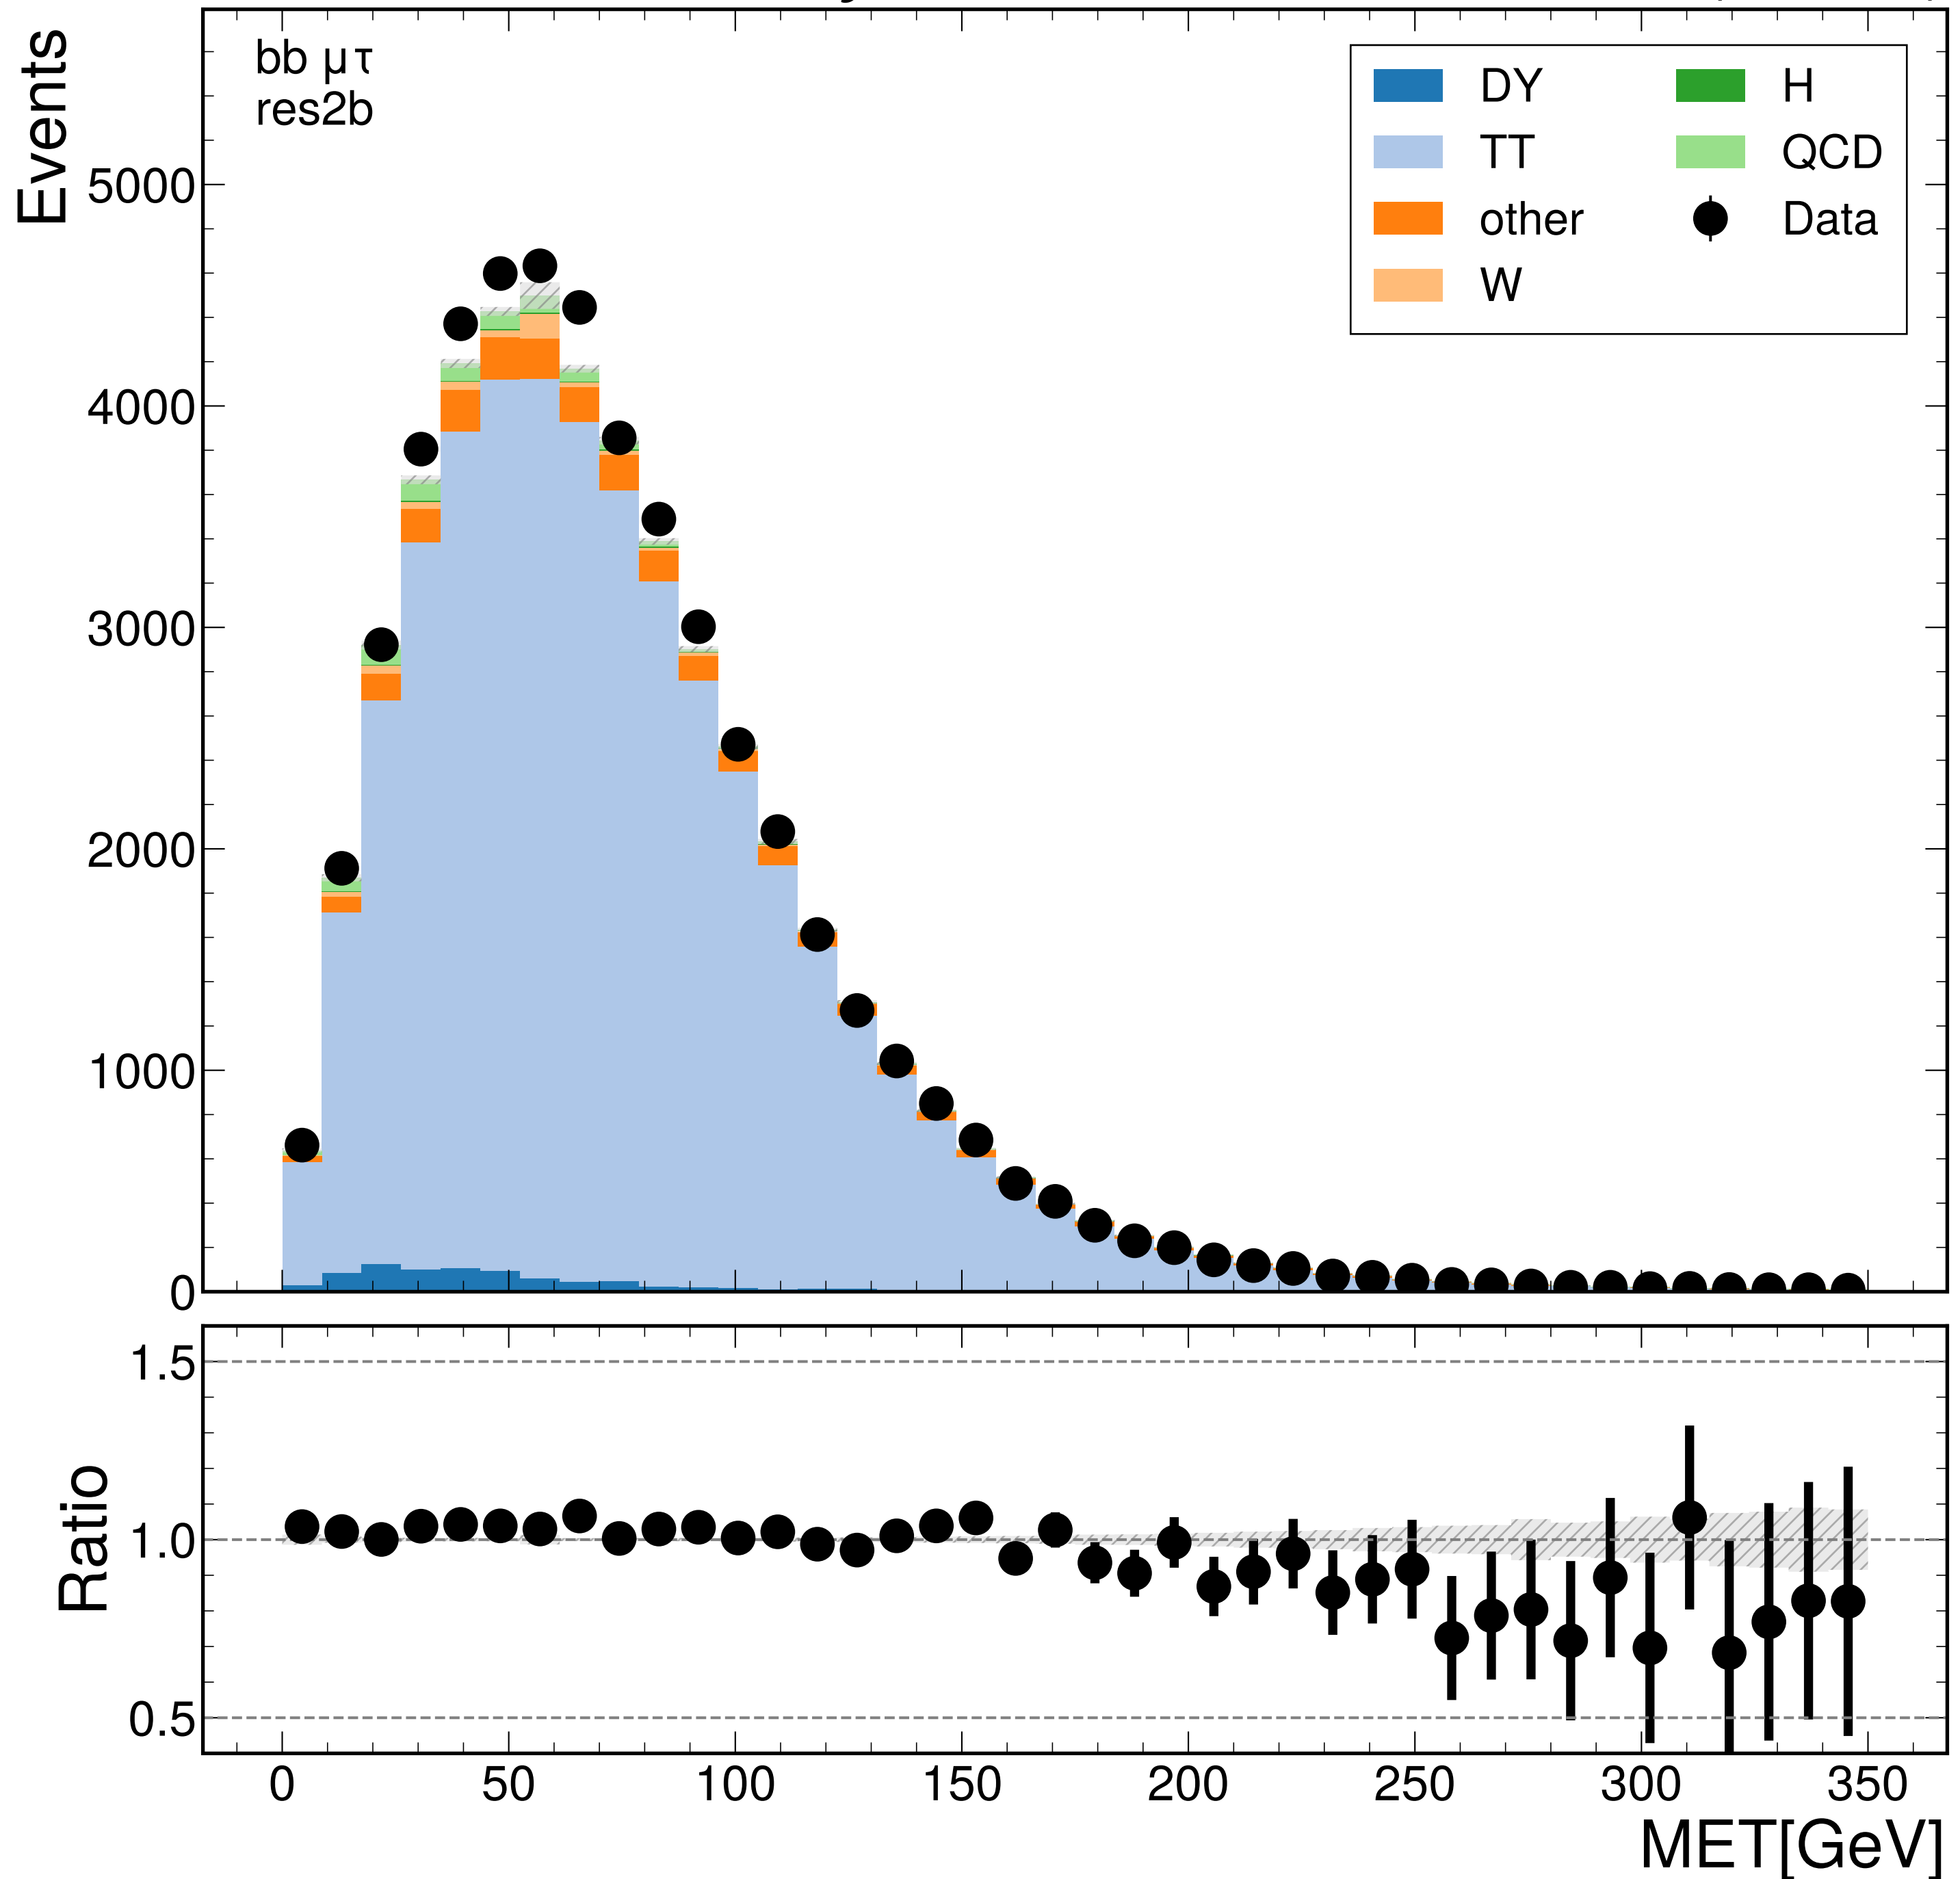 Events
bb μτ
res2b
DY
TT
other
W
H
QCD
Data
5000
4000
3000
2000
1000
0
Ratio
1.5
1.0
0.5
0 50 100 150 200 250 300 350
MET[GeV]